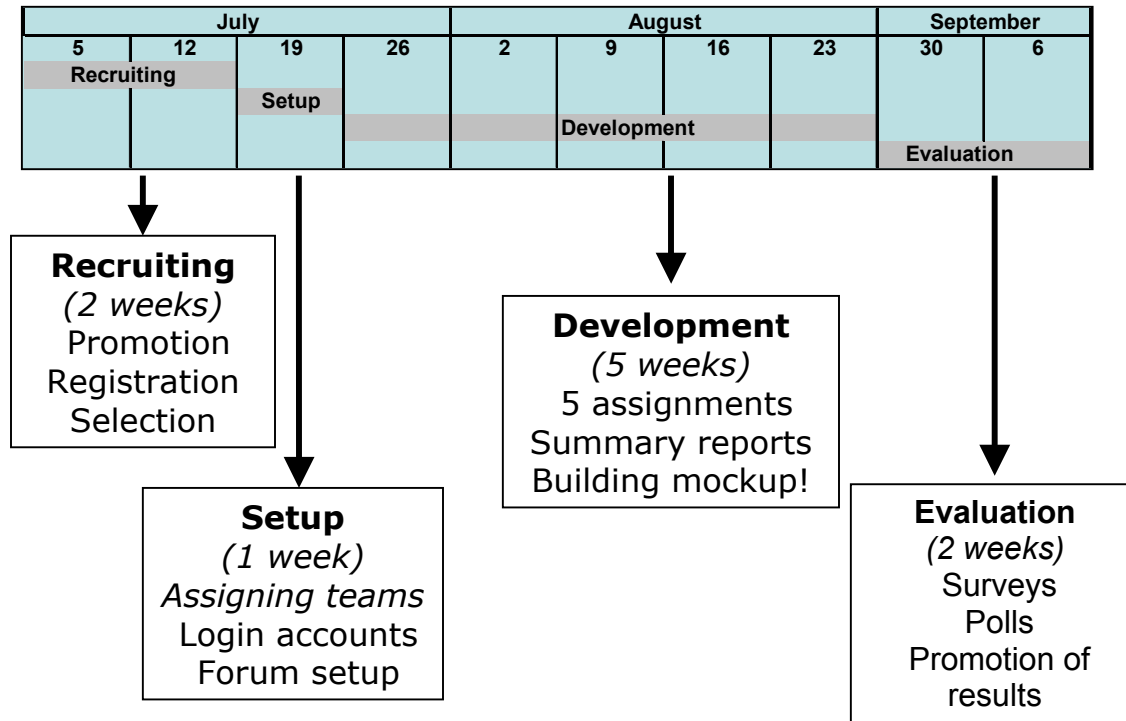 July August September
5 12 19 26 2 9 16 23 30 6
Recruiting
Setup
Development
Evaluation
Recruiting
(2 weeks)
Promotion
Registration
Selection
Setup
(1 week)
Assigning teams
Login accounts
Forum setup
Development
(5 weeks)
5 assignments
Summary reports
Building mockup!
Evaluation
(2 weeks)
Surveys
Polls
Promotion of
results